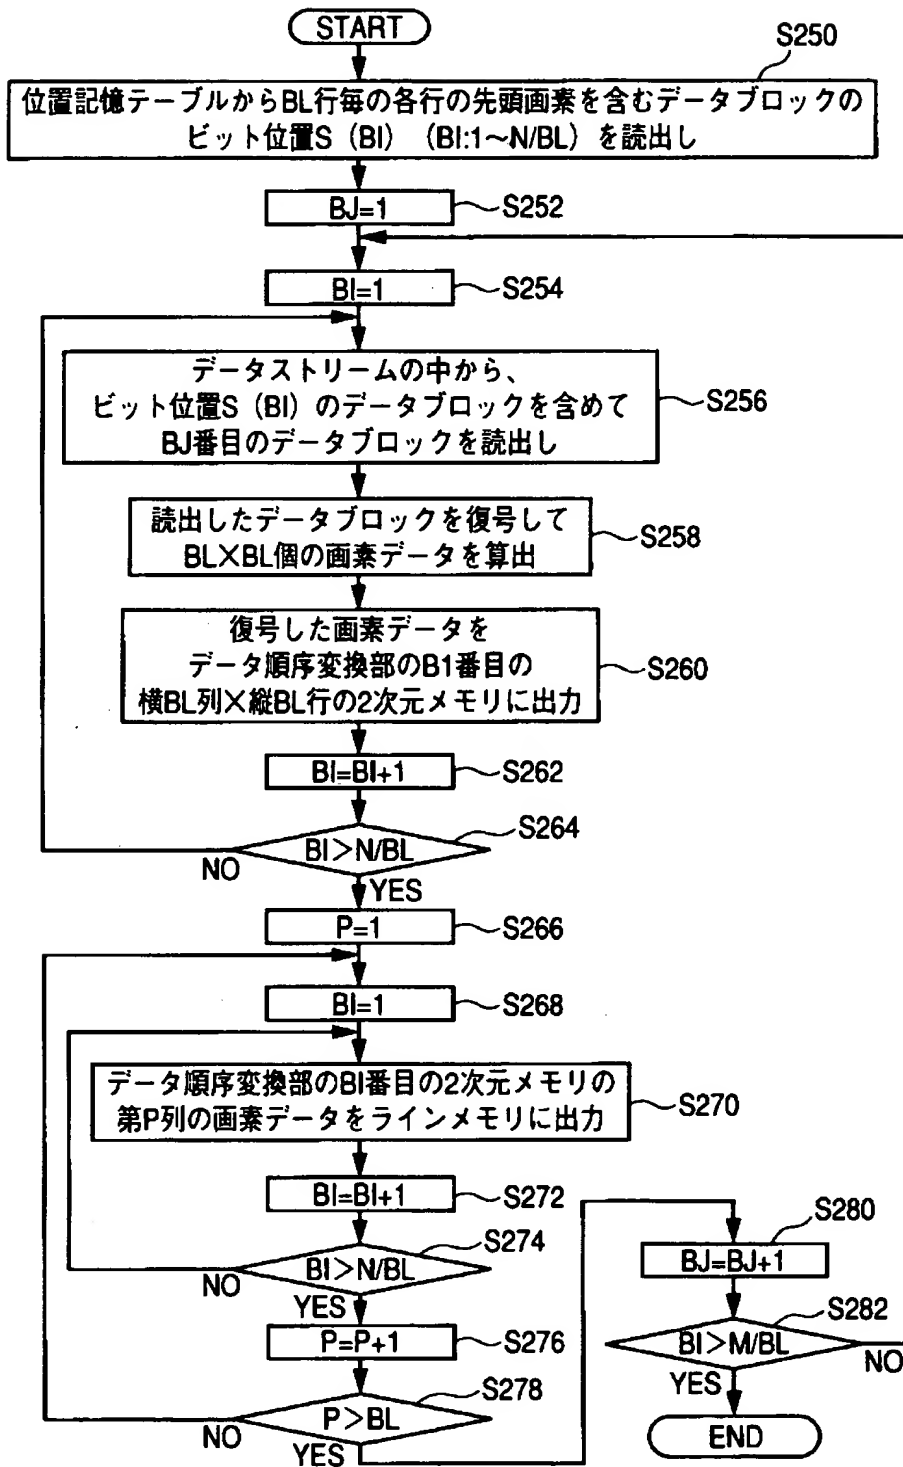 START
S250
位置記憶テーブルからBL行毎の各行の先頭画素を含むデータブロックの
ビット位置S（BI）（BI:1～N/BL）を読出し
BJ=1
S252
BI=1
S254
データストリームの中から、
ビット位置S（BI）のデータブロックを含めて
BJ番目のデータブロックを読出し
S256
読出したデータブロックを復号して
BL×BL個の画素データを算出
S258
復号した画素データを
データ順序変換部のB1番目の
横BL列×縦BL行の2次元メモリに出力
S260
BI=BI+1
S262
S264
BI＞N/BL
NO
YES
P=1
S266
BI=1
S268
データ順序変換部のBI番目の2次元メモリの
第P列の画素データをラインメモリに出力
S270
BI=BI+1
S272
S274
BI＞N/BL
NO
YES
P=P+1
S276
S278
P＞BL
NO
YES
S280
BJ=BJ+1
S282
BI＞M/BL
NO
YES
END